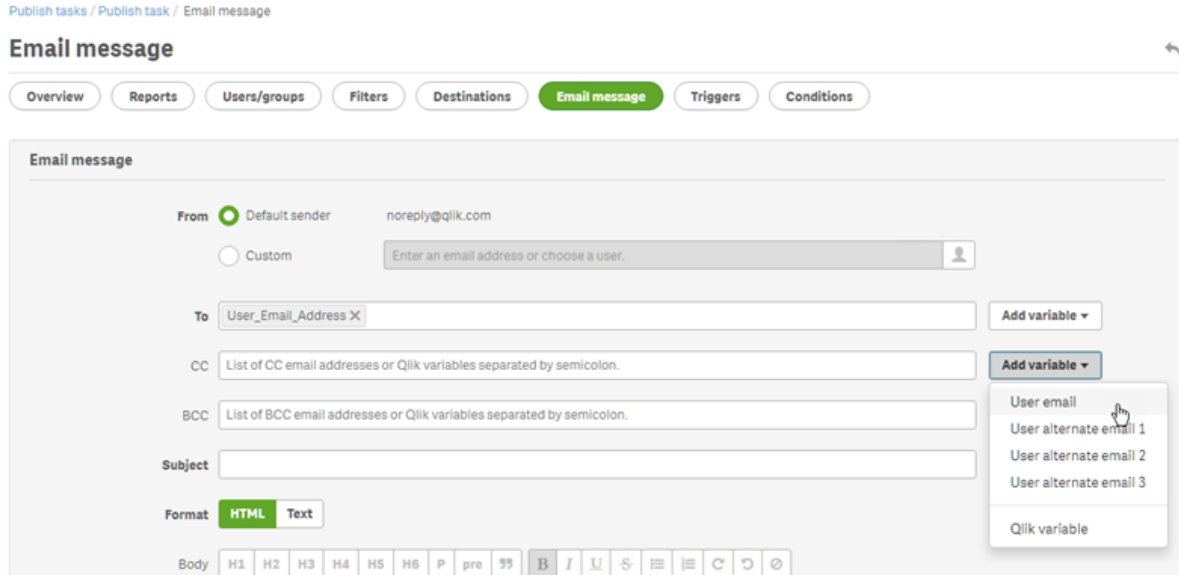 Publish tasks / Publish task / Email message
Email message
Overview Reports Users/groups Filters Destinations Email message Triggers Conditions
Email message
From Default sender noreply@qlik.com
Custom Enter an email address or choose a user.
To User_Email_Address X Add variable
CC List of CC email addresses or Qlik variables separated by semicolon. Add variable
User email
BCC List of BCC email addresses or Qlik variables separated by semicolon.
User alternate email 1
User alternate email 2
Subject
User alternate email 3
Format HTML Text
Qlik variable
Body H1 H2 H3 H4 H5 H6 P pre ” B I U S